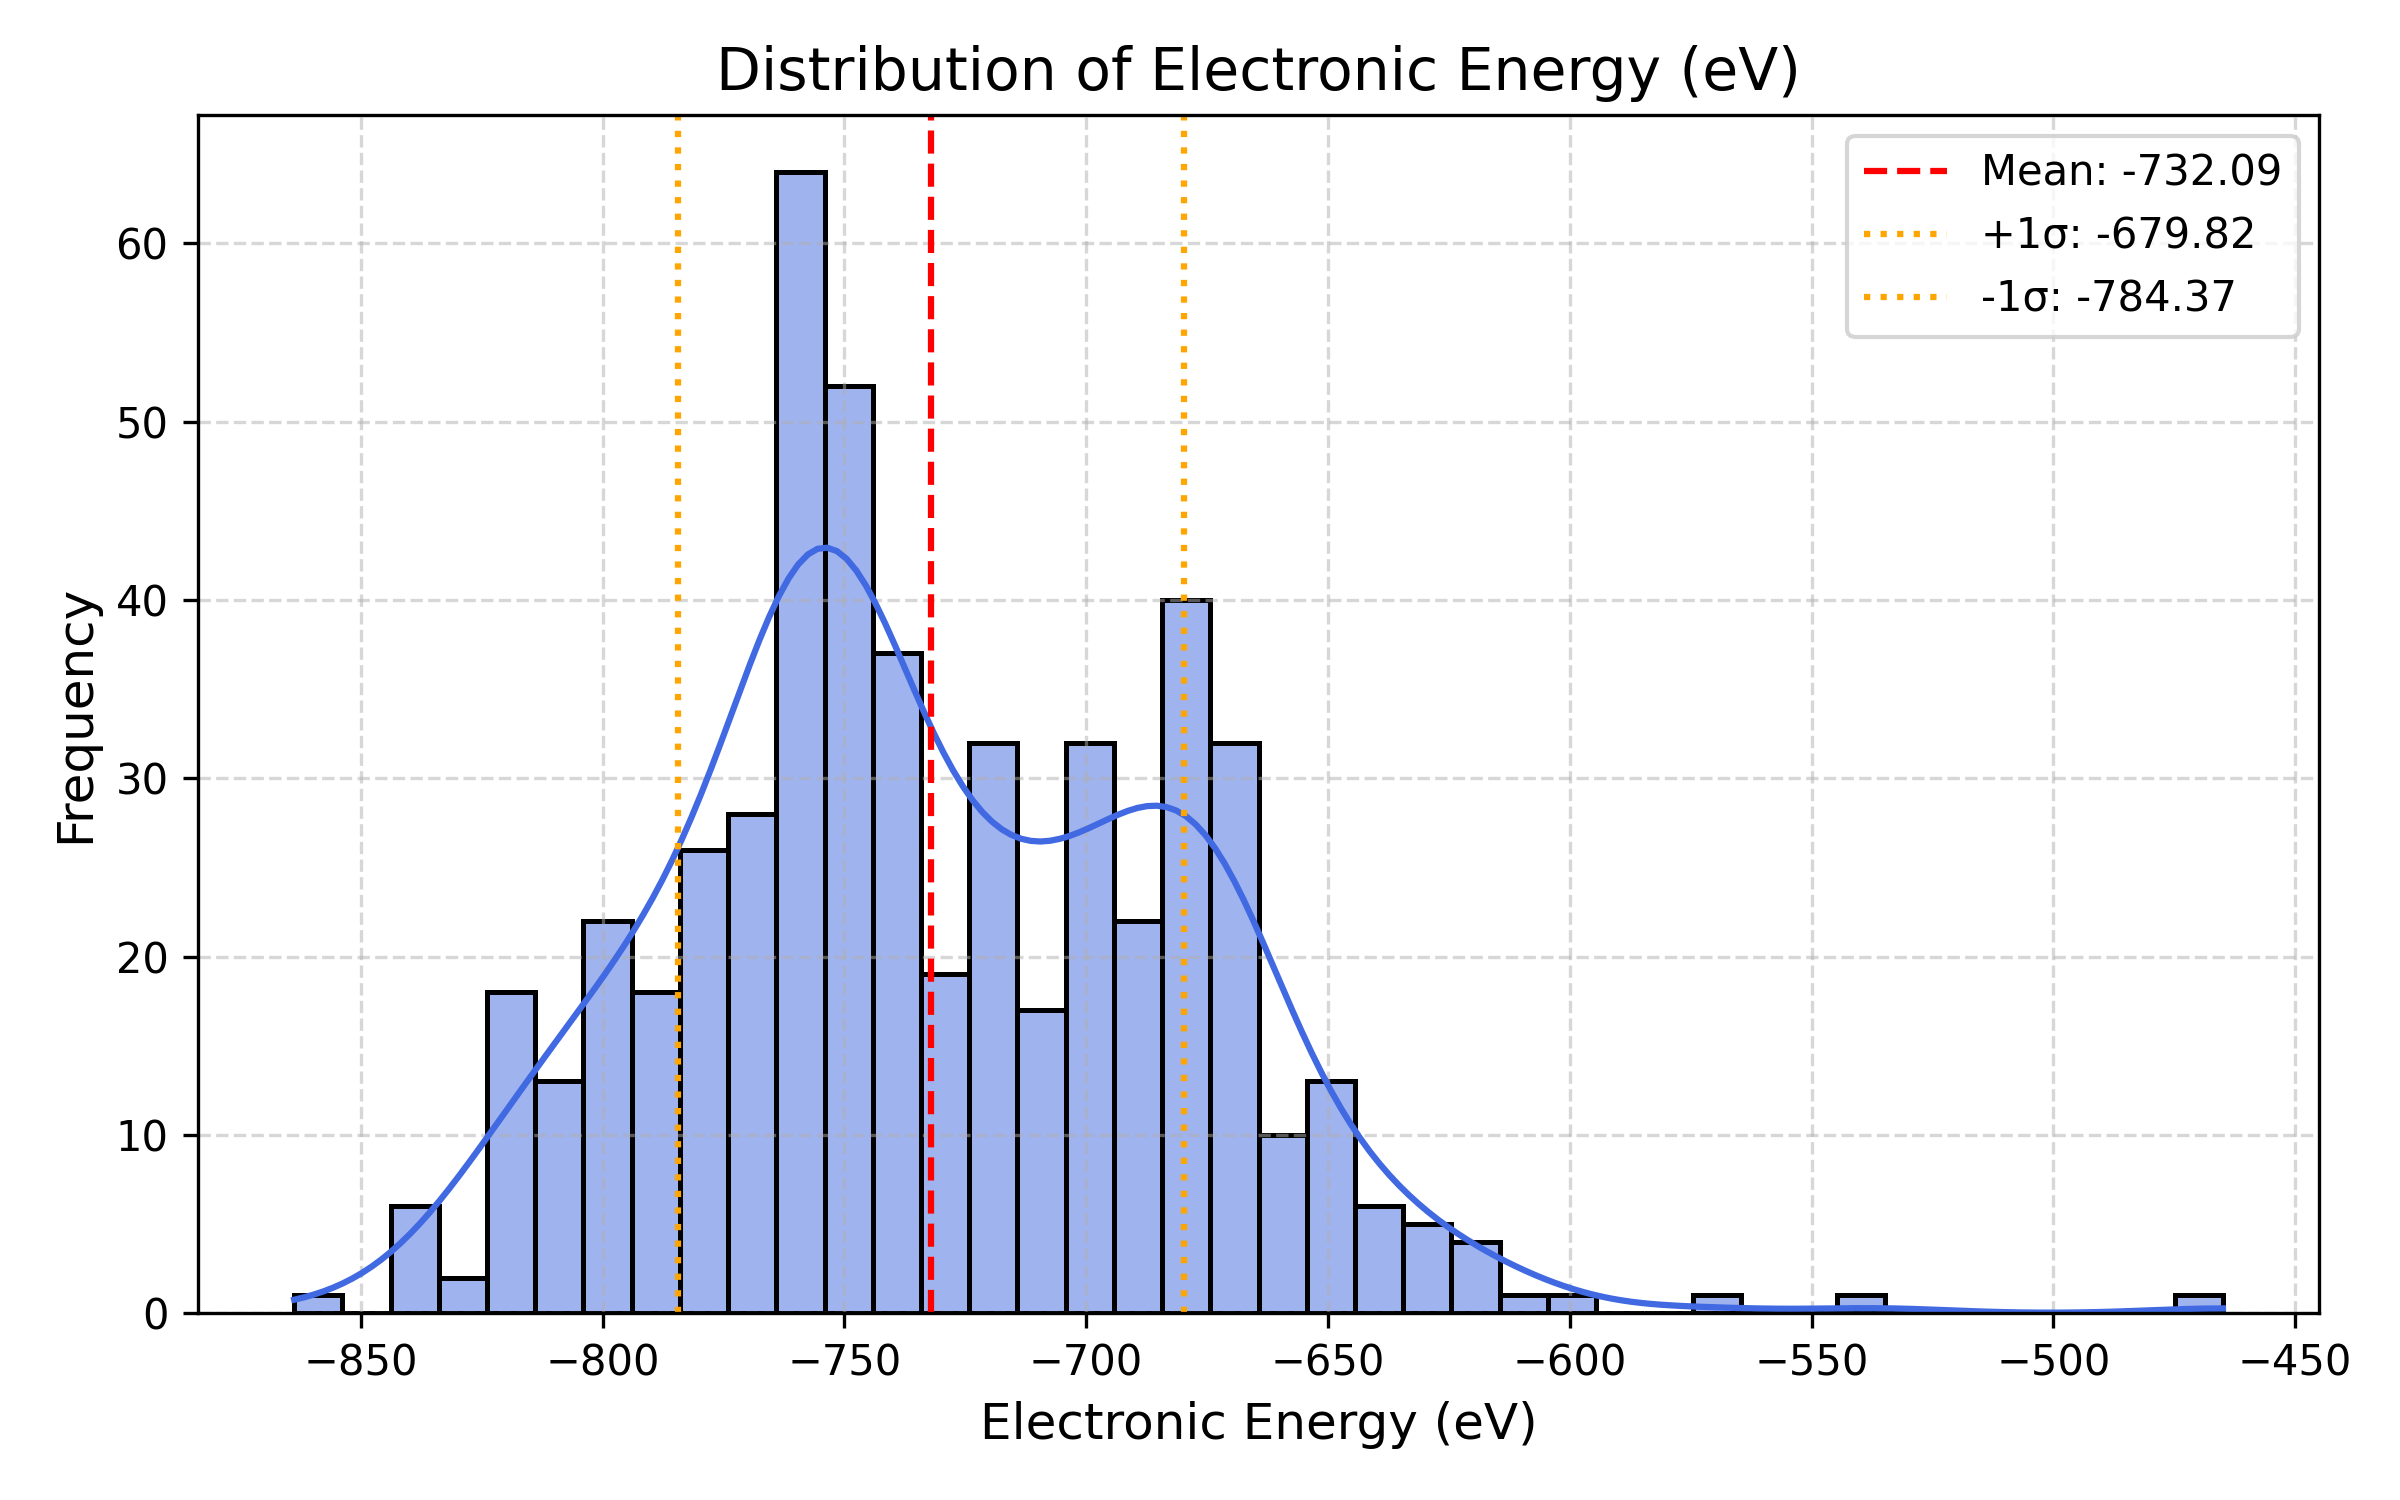 Distribution of Electronic Energy (eV)
Mean: -732.09
+1σ: -679.82
-1σ: -784.37
Frequency
60
50
40
30
20
10
0
−850 −800 −750 −700 −650 −600 −550 −500 −450
Electronic Energy (eV)